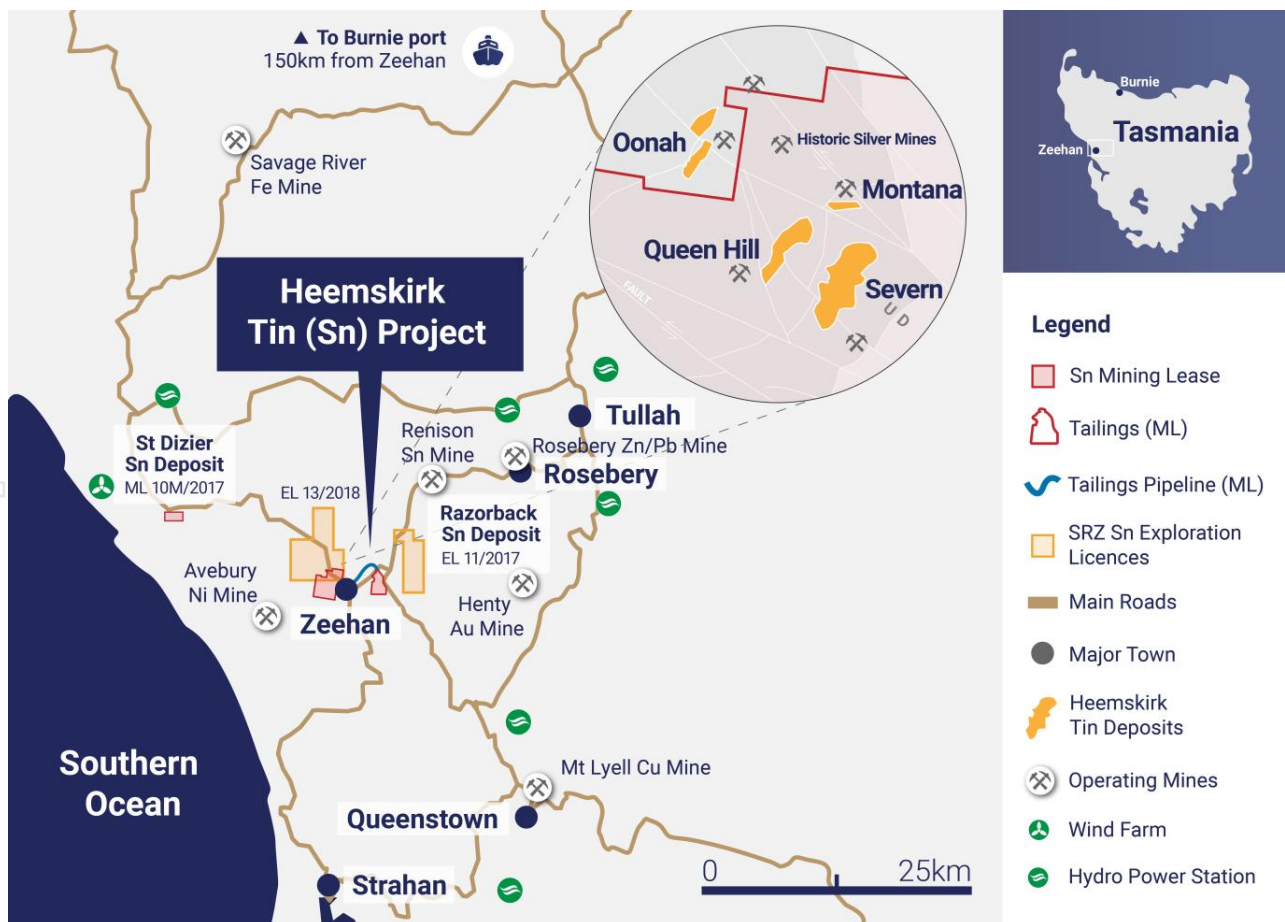 ▲ To Burnie port
150km from Zeehan
Savage River
Fe Mine
Heemskirk
Tin (Sn) Project
Oonah
Historic Silver Mines
Montana
Queen Hill
Severn
FAULT
U D
St Dizier
Sn Deposit
ML 10M/2017
EL 13/2018
Renison
Sn Mine
Tullah
Rosebery Zn/Pb Mine
Rosebery
Razorback
Sn Deposit
EL 11/2017
Avebury
Ni Mine
Zeehan
Henty
Au Mine
Southern
Ocean
Mt Lyell Cu Mine
Queenstown
Strahan
0
25km
Burnie
Tasmania
Zeehan
Legend
Sn Mining Lease
Tailings (ML)
Tailings Pipeline (ML)
SRZ Sn Exploration
Licences
Main Roads
Major Town
Heemskirk
Tin Deposits
Operating Mines
Wind Farm
Hydro Power Station